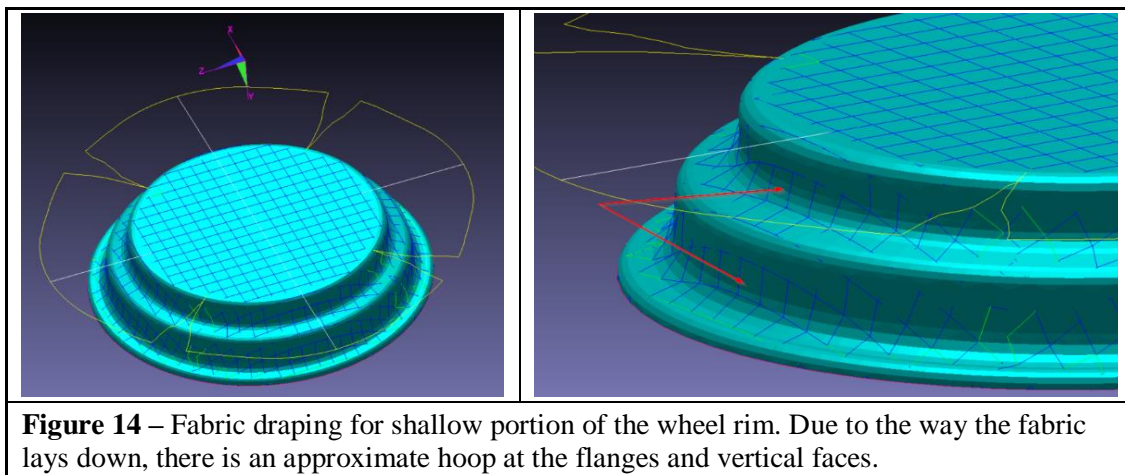 X
Z
Y
Figure 14 – Fabric draping for shallow portion of the wheel rim. Due to the way the fabric
lays down, there is an approximate hoop at the flanges and vertical faces.